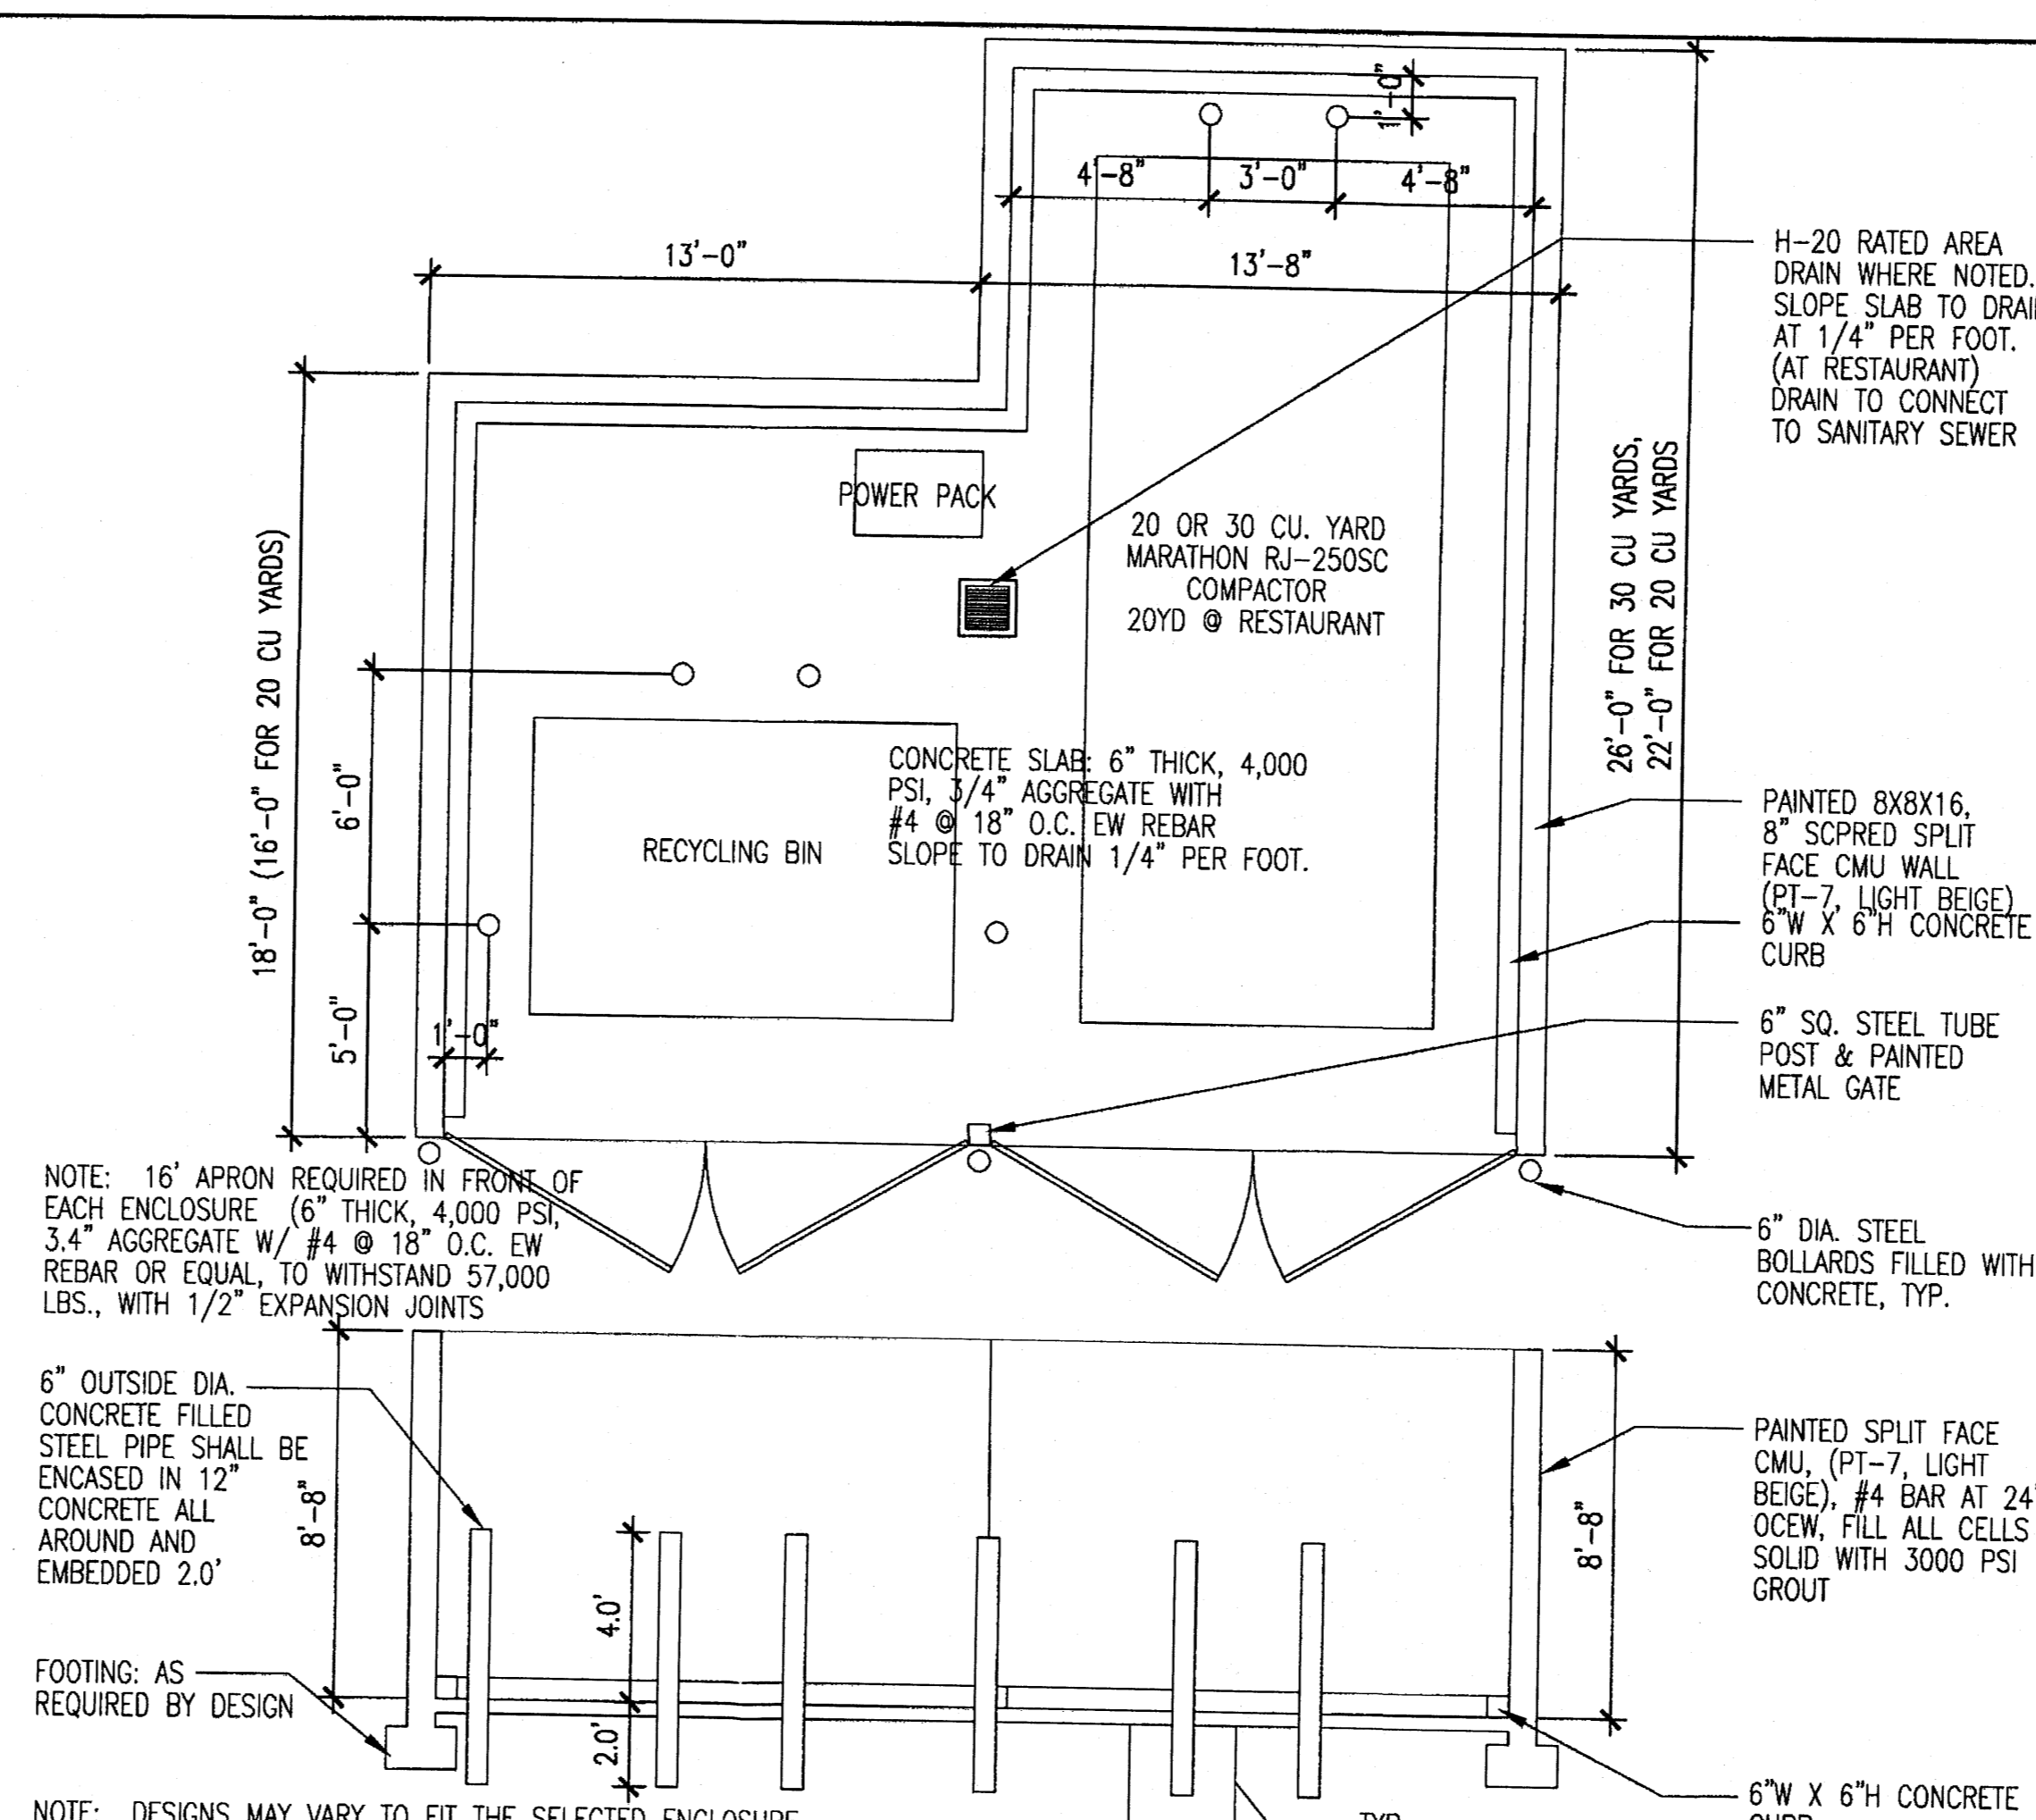 1'-0"
4'-8"
3'-0"
4'-8"
13'-0"
13'-8"
H-20 RATED AREA
DRAIN WHERE NOTED.
SLOPE SLAB TO DRAIN
AT 1/4" PER FOOT.
(AT RESTAURANT)
DRAIN TO CONNECT
TO SANITARY SEWER
POWER PACK
20 OR 30 CU. YARD
MARATHON RJ-250SC
COMPACTOR
20YD @ RESTAURANT
18'-0" (16'-0" FOR 20 CU YARDS)
26'-0" FOR 30 CU YARDS,
22'-0" FOR 20 CU YARDS
6'-0"
5'-0"
1'-0"
CONCRETE SLAB: 6" THICK, 4,000
PSI, 3/4" AGGREGATE WITH
#4 @ 18" O.C. EW REBAR
SLOPE TO DRAIN 1/4" PER FOOT.
RECYCLING BIN
PAINTED 8X8X16,
8" SCPRED SPLIT
FACE CMU WALL
(PT-7, LIGHT BEIGE)
6"W X 6"H CONCRETE
CURB
6" SQ. STEEL TUBE
POST & PAINTED
METAL GATE
NOTE: 16' APRON REQUIRED IN FRONT OF
EACH ENCLOSURE (6" THICK, 4,000 PSI,
3.4" AGGREGATE W/ #4 @ 18" O.C. EW
REBAR OR EQUAL, TO WITHSTAND 57,000
LBS., WITH 1/2" EXPANSION JOINTS
6" DIA. STEEL
BOLLARDS FILLED WITH
CONCRETE, TYP.
6" OUTSIDE DIA.
CONCRETE FILLED
STEEL PIPE SHALL BE
ENCASED IN 12"
CONCRETE ALL
AROUND AND
EMBEDDED 2.0'
8'-8"
4.0'
2.0'
8'-8"
PAINTED SPLIT FACE
CMU, (PT-7, LIGHT
BEIGE), #4 BAR AT 24"
OCEW, FILL ALL CELLS
SOLID WITH 3000 PSI
GROUT
FOOTING: AS
REQUIRED BY DESIGN
6"W X 6"H CONCRETE
CURB
NOTE: DESIGNS MAY VARY TO FIT THE SELECTED ENCLOSURE
TYP